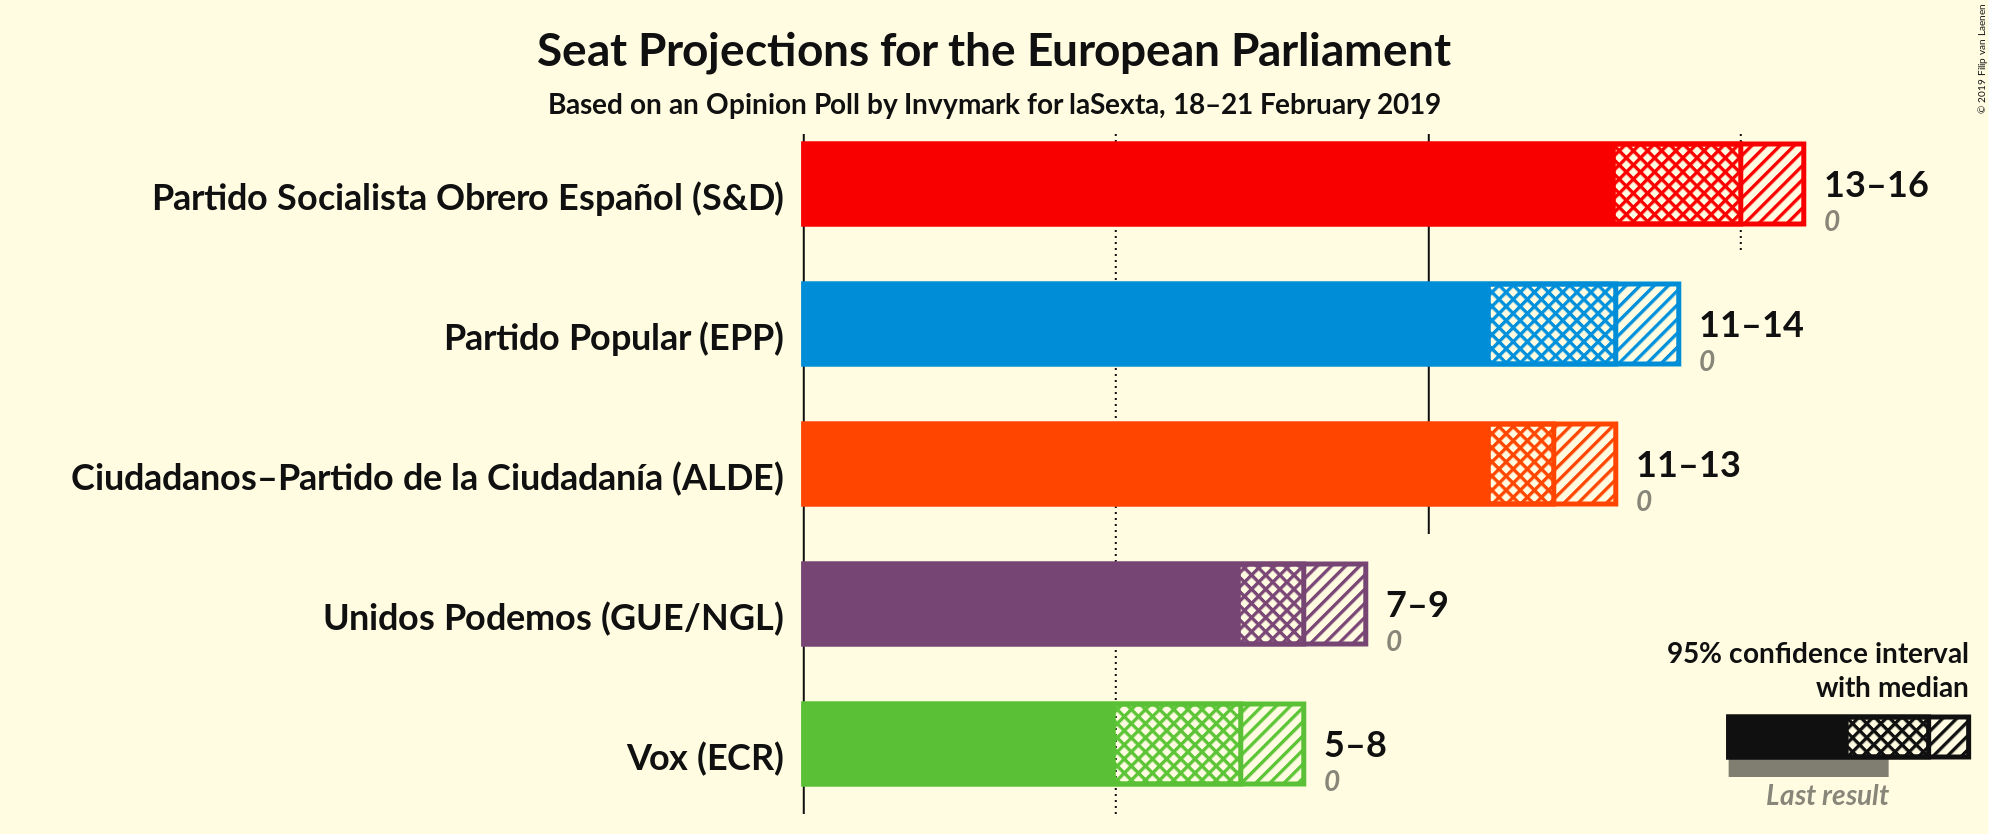 Seat Projections for the European Parliament
Based on an Opinion Poll by Invymark for laSexta, 18–21 February 2019
© 2019 Filip van Laenen
Partido Socialista Obrero Español (S&D)
13–16
0
Partido Popular (EPP)
11–14
0
Ciudadanos–Partido de la Ciudadanía (ALDE)
11–13
0
Unidos Podemos (GUE/NGL)
7–9
0
Vox (ECR)
5–8
0
95% confidence interval
with median
Last result